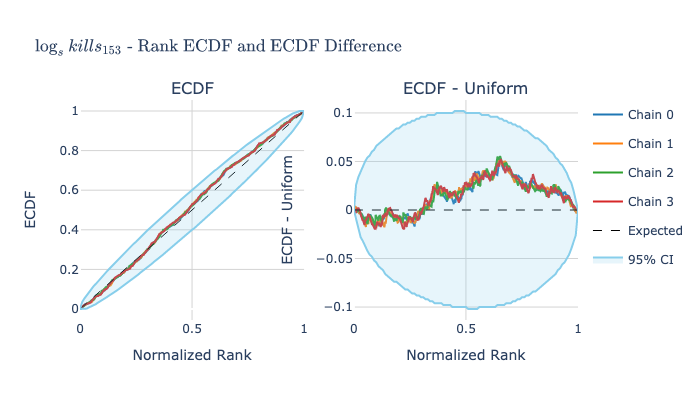 log_s kills_153 - Rank ECDF and ECDF Difference
ECDF
ECDF
1
0.8
0.6
0.4
0.2
0
0
0.5
1
Normalized Rank
ECDF - Uniform
ECDF - Uniform
0.1
0.05
0
−0.05
−0.1
0
0.5
1
Normalized Rank
Chain 0
Chain 1
Chain 2
Chain 3
Expected
95% CI